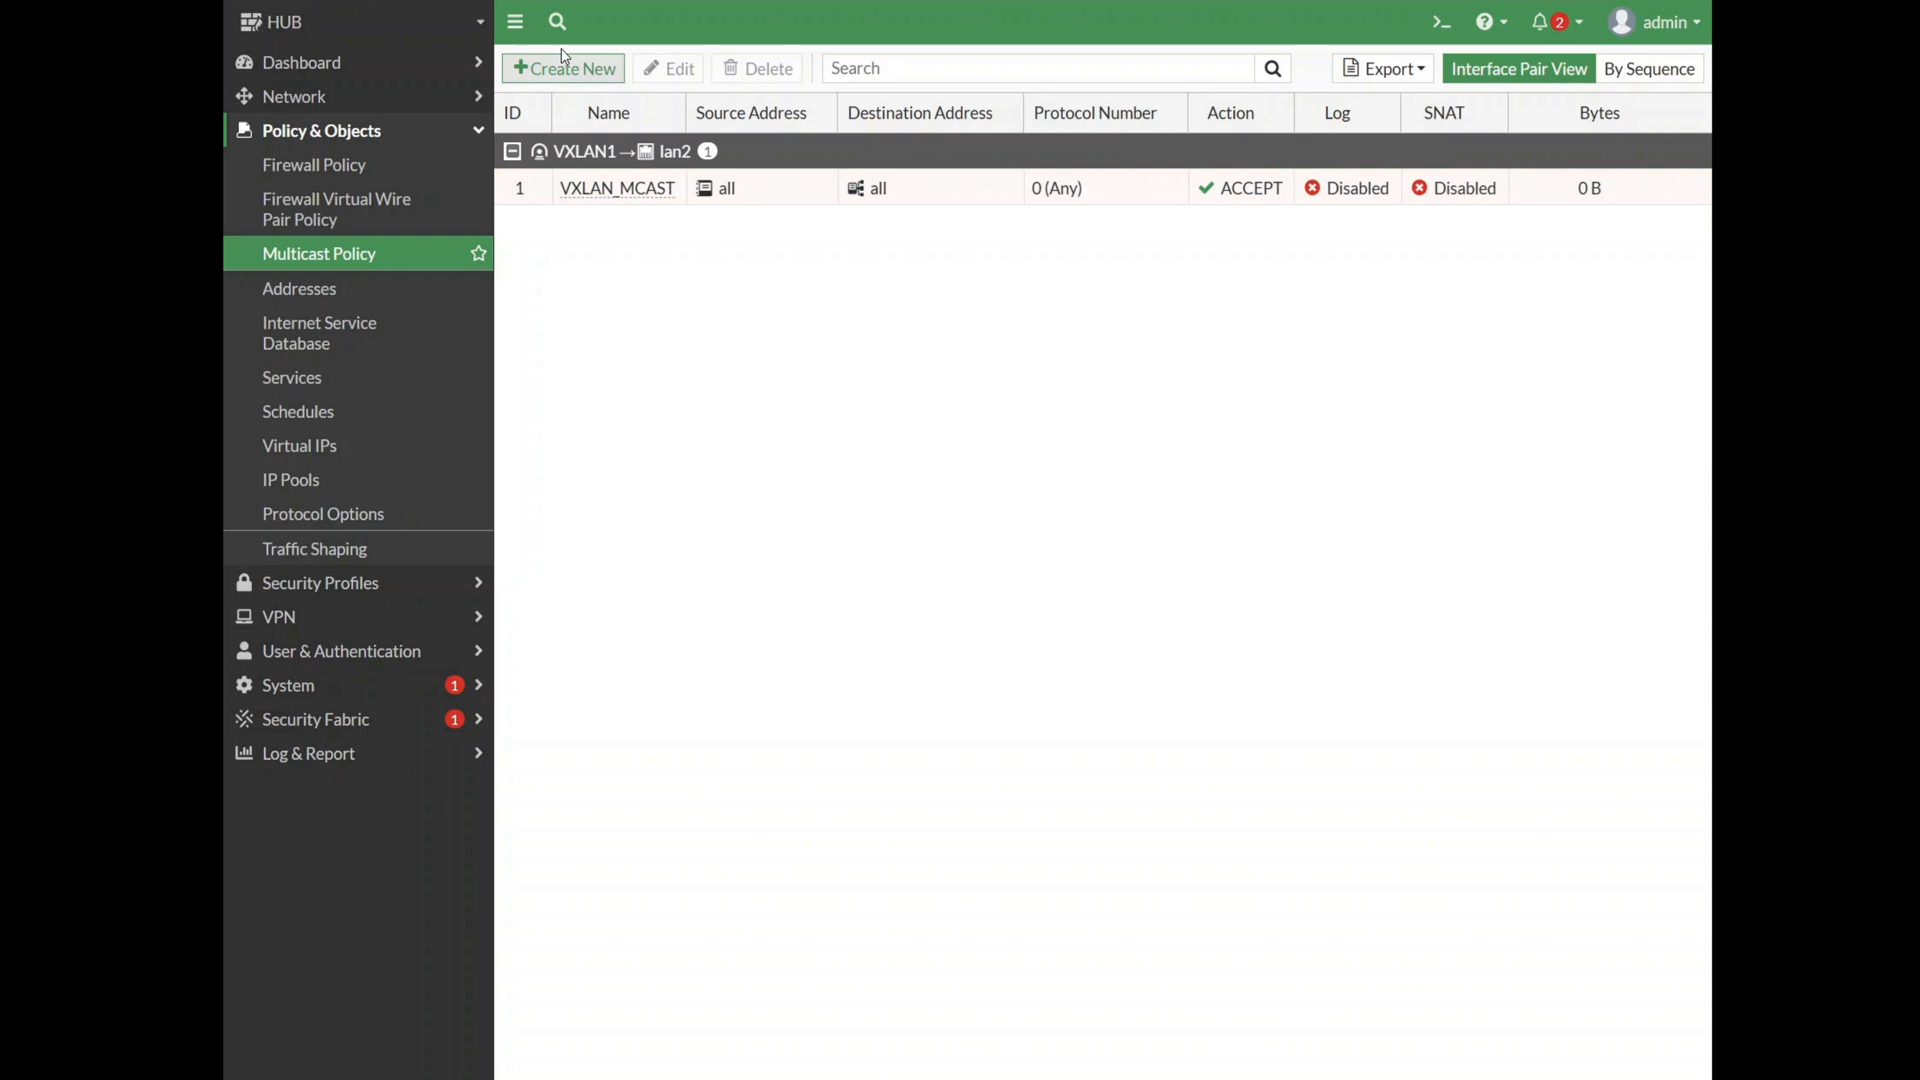 HUB
Dashboard
Network
Policy & Objects
Firewall Policy
Firewall Virtual Wire
Pair Policy
Multicast Policy
Addresses
Internet Service
Database
Services
Schedules
Virtual IPs
IP Pools
Protocol Options
Traffic Shaping
Security Profiles
VPN
User & Authentication
System 1
Security Fabric 1
Log & Report
>_ ? 2 admin
+Create New Edit Delete Search Export Interface Pair View By Sequence
ID Name Source Address Destination Address Protocol Number Action Log SNAT Bytes
VXLAN1→lan2 1
1 VXLAN_MCAST all all 0 (Any) ACCEPT Disabled Disabled 0 B